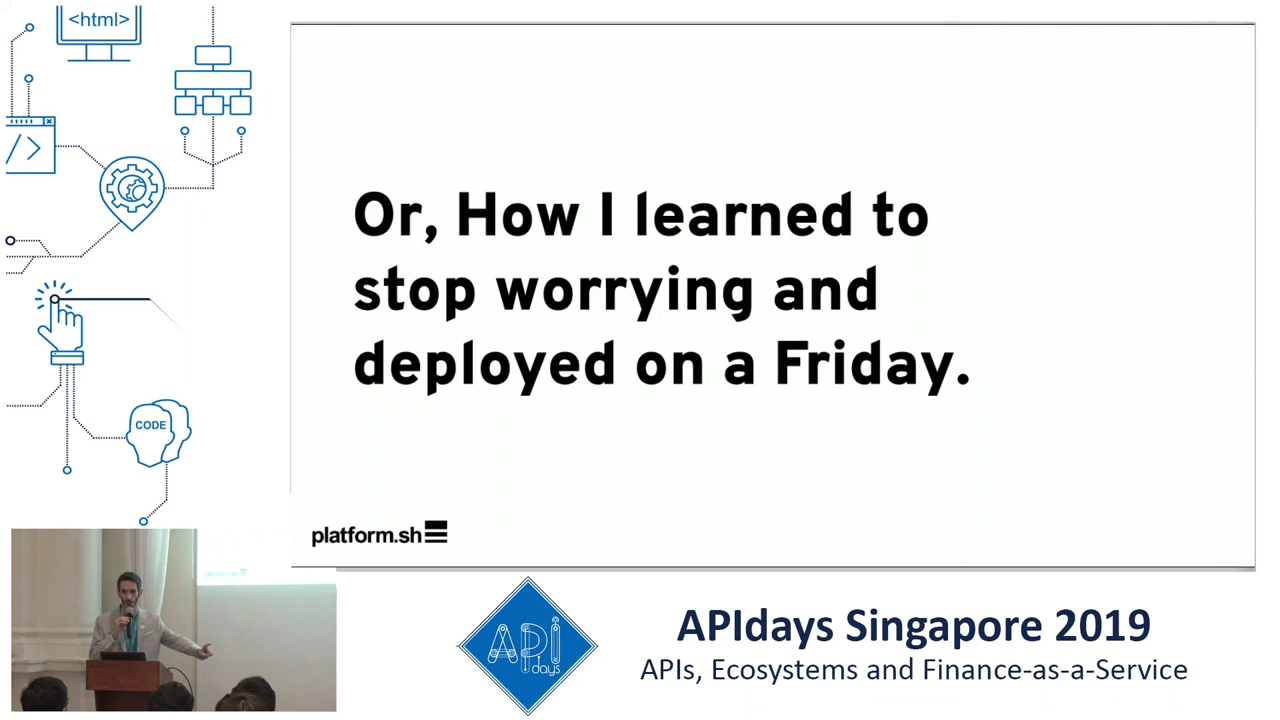 <html>
</>
CODE
Or, How I learned to
stop worrying and
deployed on a Friday.
platform.sh
API
days
APIdays Singapore 2019
APIs, Ecosystems and Finance-as-a-Service